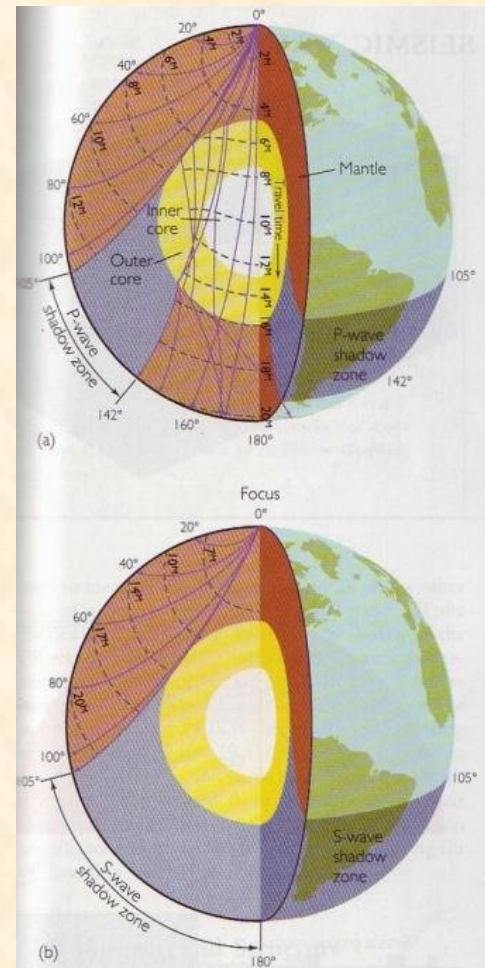 SEISMIC
0°
20°
2M
4M
40°
6M
8M
60°
10M
80°
12M
100°
105°
2M
4M
6M
8M
10M
12M
14M
16M
18M
20M
Travel time
Mantle
Inner
core
Outer
core
P-wave
shadow zone
142°
160°
180°
105°
P-wave
shadow
zone
142°
(a)
Focus
0°
20°
7M
40°
10M
14M
60°
17M
80°
20M
100°
105°
S-wave
shadow zone
105°
S-wave
shadow
zone
(b)
180°